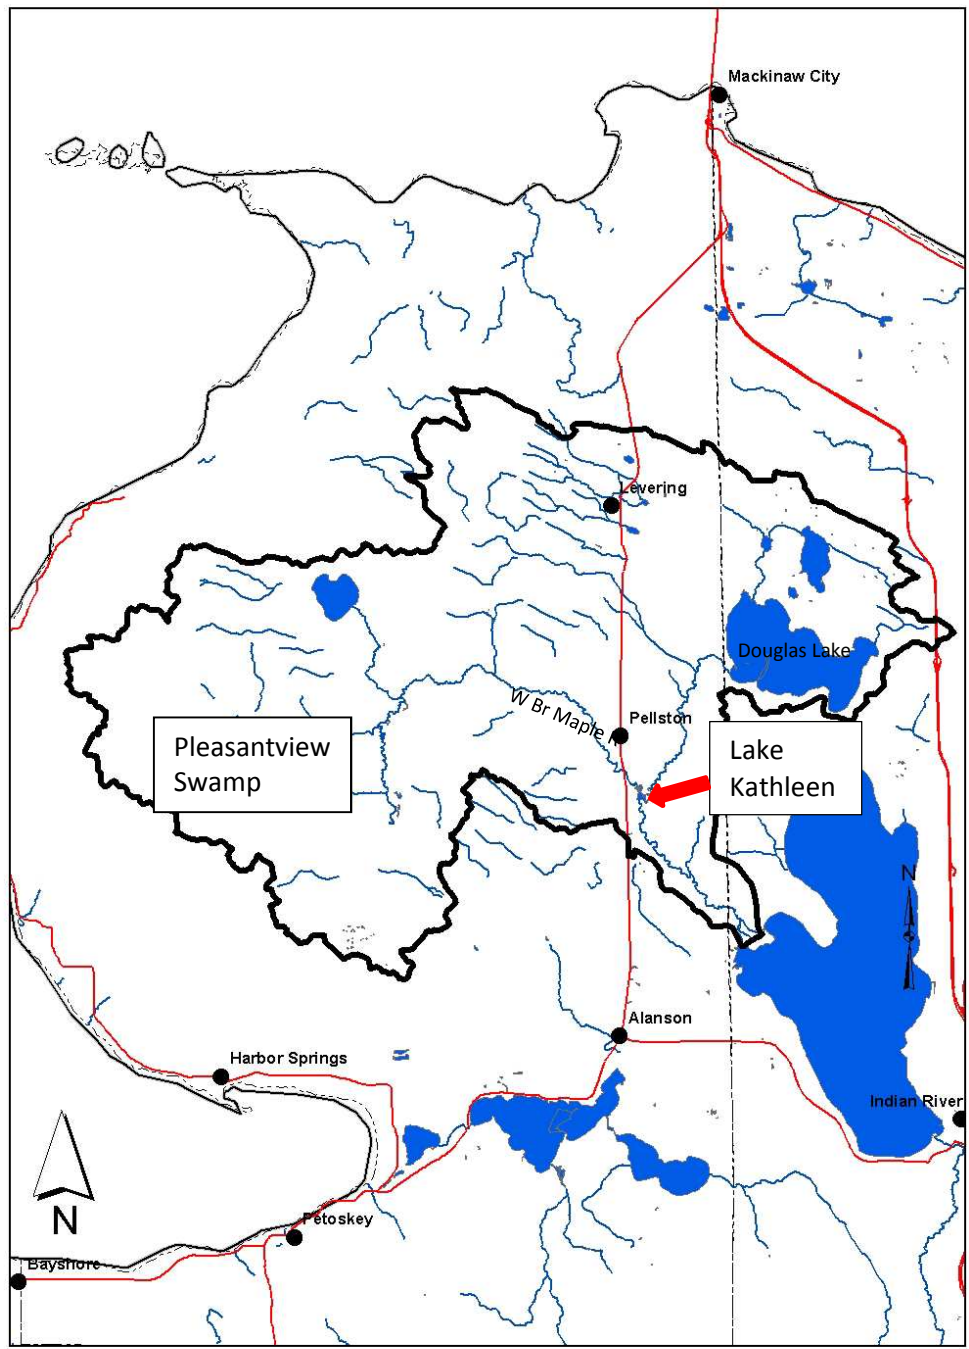 Mackinaw City
Levering
Douglas Lake
W Br Maple
Pellston
Pleasantview
Swamp
Lake
Kathleen
N
Alanson
Harbor Springs
Indian River
N
Petoskey
Bayshore